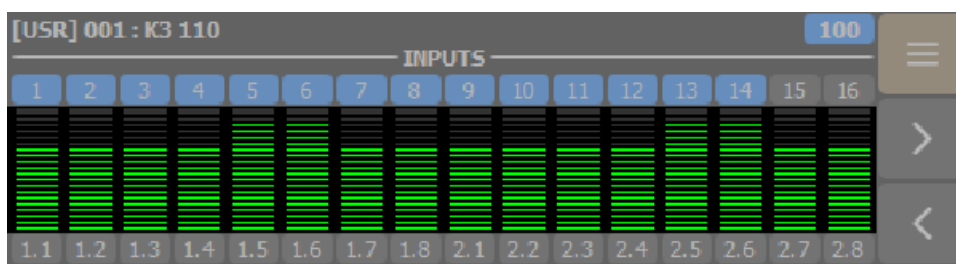 [USR] 001 : K3 110 100
INPUTS
1 2 3 4 5 6 7 8 9 10 11 12 13 14 15 16
1.1 1.2 1.3 1.4 1.5 1.6 1.7 1.8 2.1 2.2 2.3 2.4 2.5 2.6 2.7 2.8